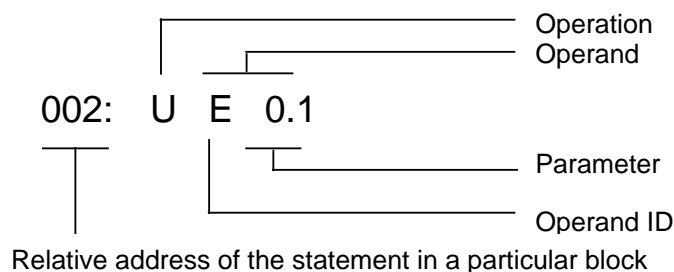 Operation
Operand
002: U E 0.1
Parameter
Operand ID
Relative address of the statement in a particular block